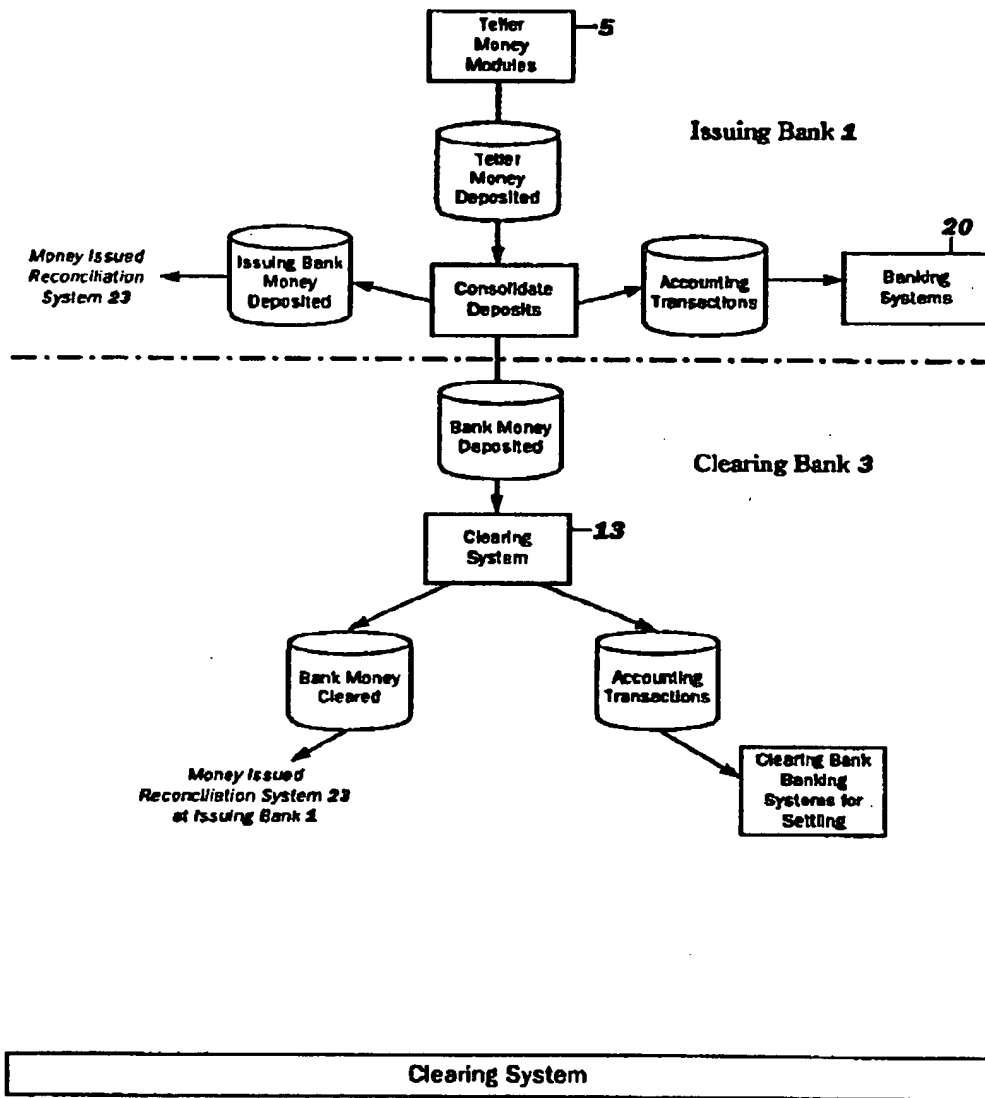 Teller
Money
Modules
5
Issuing Bank 1
Teller
Money
Deposited
20
Money Issued
Reconciliation
System 23
Issuing Bank
Money
Deposited
Consolidate
Deposits
Accounting
Transactions
Banking
Systems
Bank Money
Deposited
Clearing Bank 3
Clearing
System
13
Bank Money
Cleared
Accounting
Transactions
Money Issued
Reconciliation System 23
at Issuing Bank 1
Clearing Bank
Banking
Systems for
Settling
Clearing System